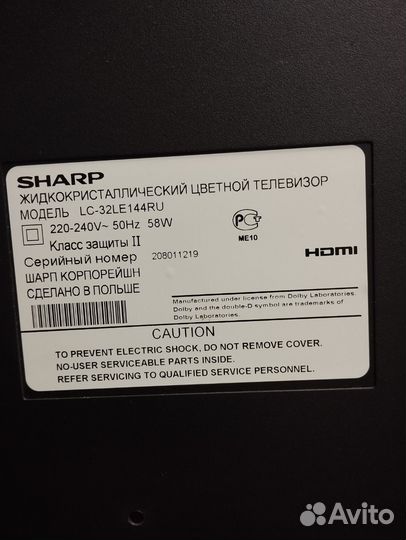 SHARP
ЖИДКОКРИСТАЛЛИЧЕСКИЙ ЦВЕТНОЙ ТЕЛЕВИЗОР
МОДЕЛЬ LC-32LE144RU
220-240V~ 50Hz 58W
Класс защиты II
Серийный номер 208011219
ШАРП КОРПОРЕЙШН
СДЕЛАНО В ПОЛЬШЕ
РСТ
ME10
HDMI
Manufactured under license from Dolby Laboratories.
Dolby and the double-D symbol are trademarks of
Dolby Laboratories.
CAUTION
TO PREVENT ELECTRIC SHOCK, DO NOT REMOVE COVER.
NO-USER SERVICEABLE PARTS INSIDE.
REFER SERVICING TO QUALIFIED SERVICE PERSONNEL.
Avito